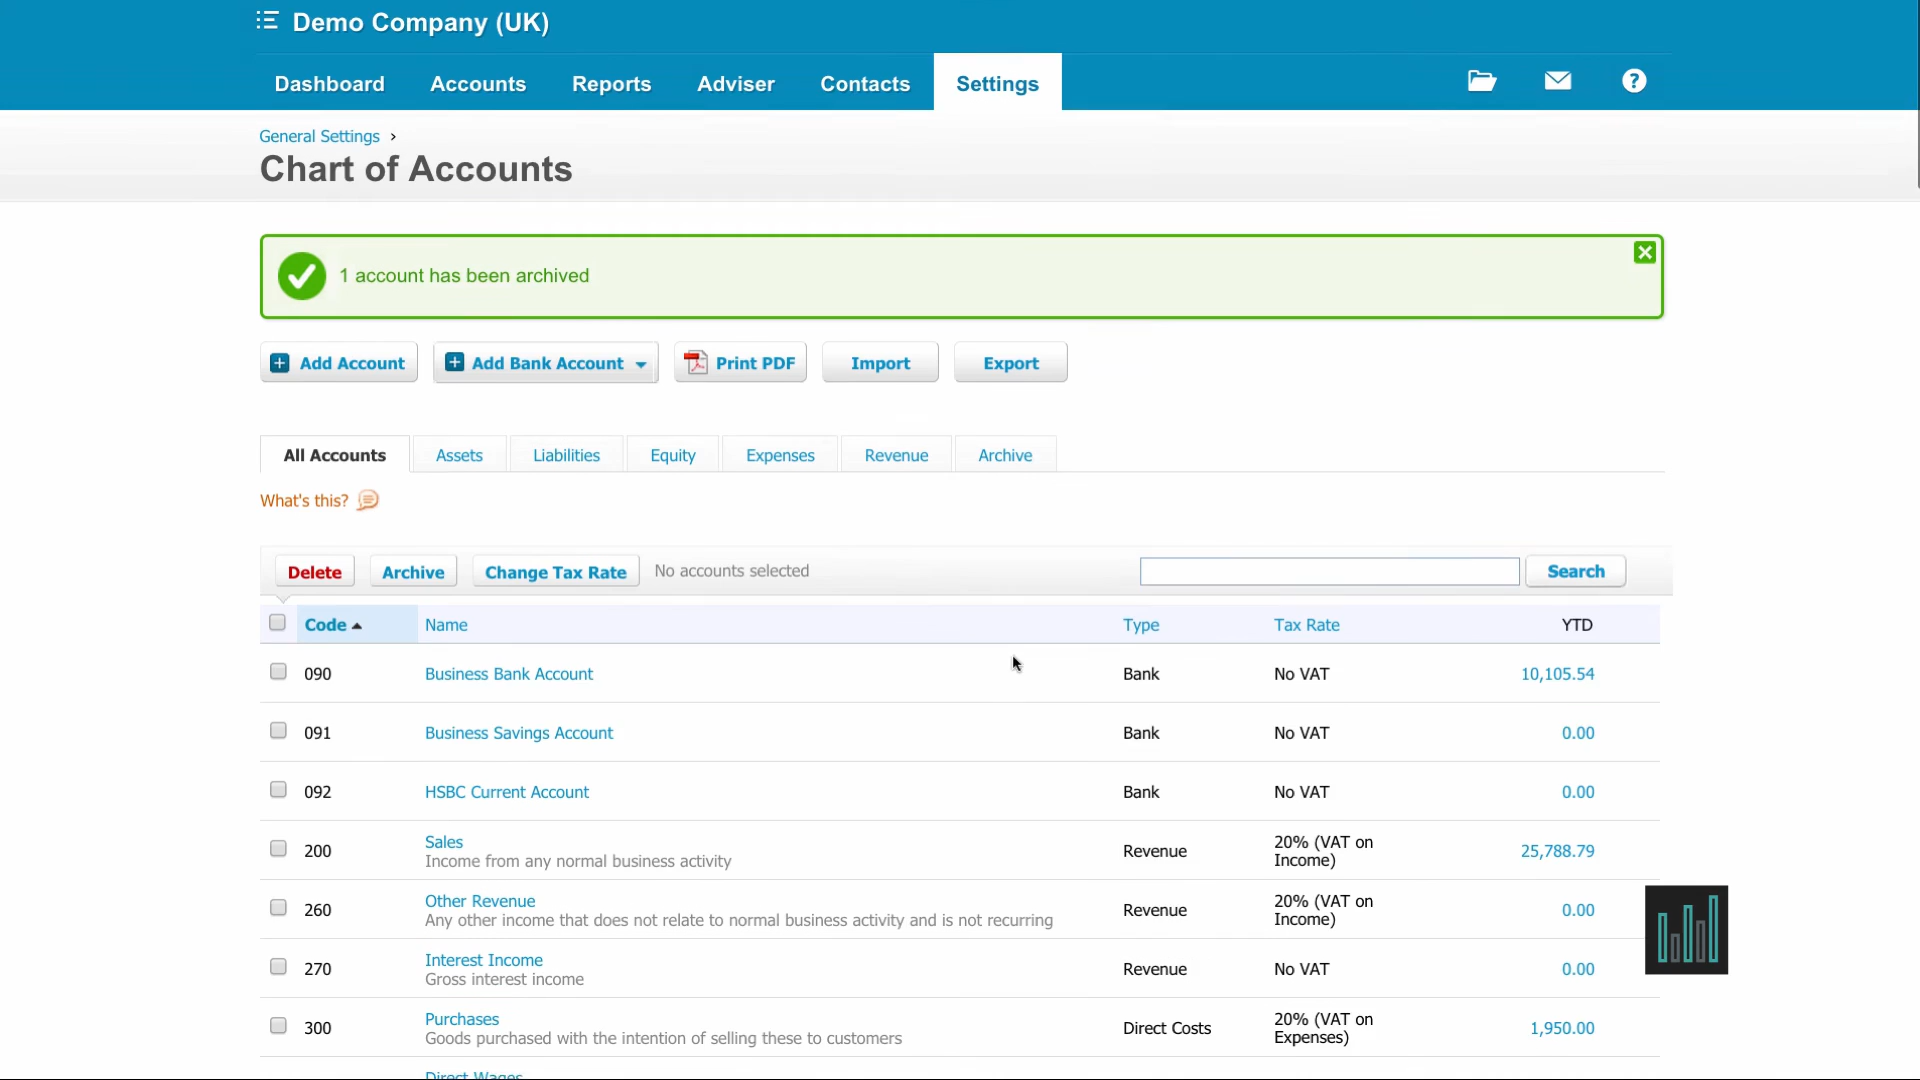 Demo Company (UK)
Dashboard Accounts Reports Adviser Contacts Settings ?
General Settings ›
Chart of Accounts
1 account has been archived
Add Account Add Bank Account Print PDF Import Export
All Accounts Assets Liabilities Equity Expenses Revenue Archive
What's this?
Delete Archive Change Tax Rate No accounts selected Search
Code Name Type Tax Rate YTD
090 Business Bank Account Bank No VAT 10,105.54
091 Business Savings Account Bank No VAT 0.00
092 HSBC Current Account Bank No VAT 0.00
200 Sales Revenue 20% (VAT on 25,788.79
Income from any normal business activity Income)
260 Other Revenue Revenue 20% (VAT on 0.00
Any other income that does not relate to normal business activity and is not recurring Income)
270 Interest Income Revenue No VAT 0.00
Gross interest income
300 Purchases Direct Costs 20% (VAT on 1,950.00
Goods purchased with the intention of selling these to customers Expenses)
Direct Wages